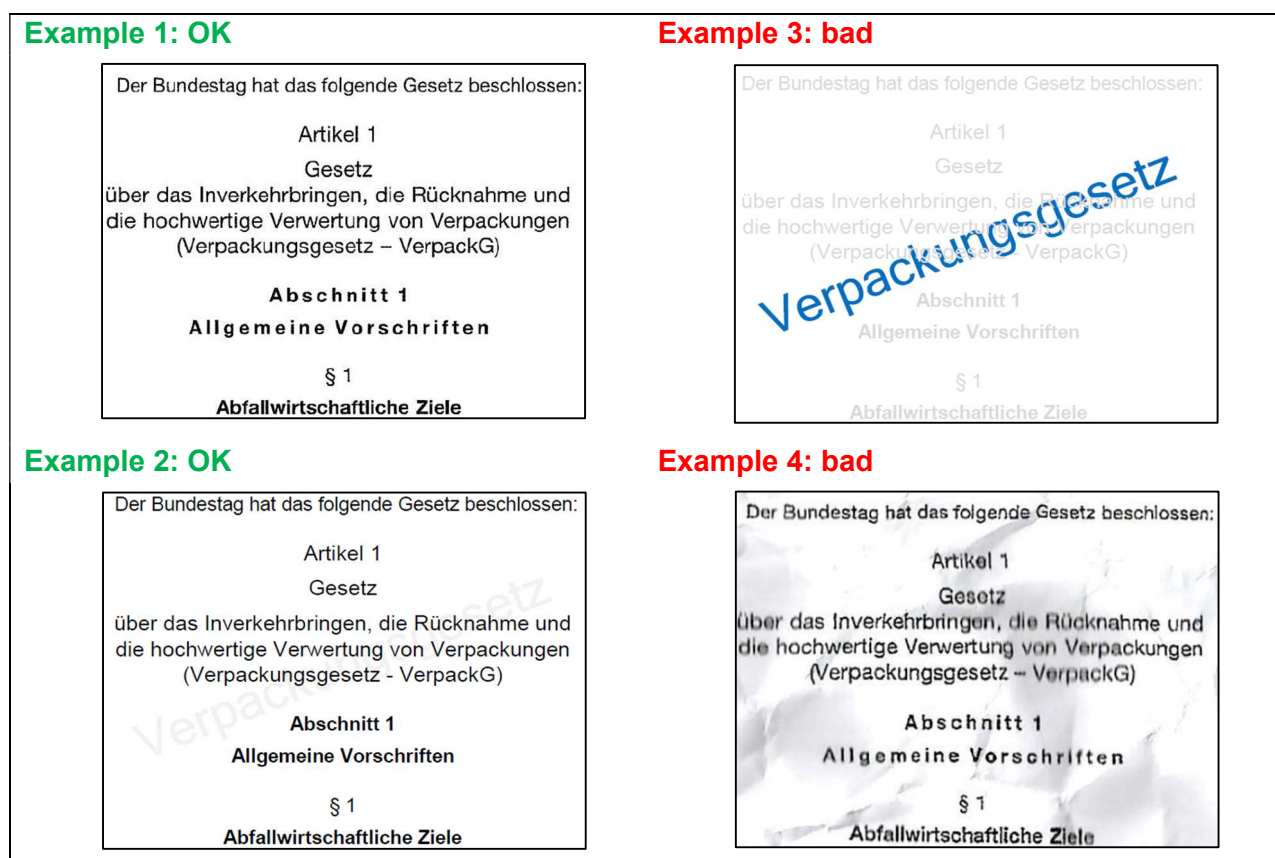 Example 1: OK
Der Bundestag hat das folgende Gesetz beschlossen:
Artikel 1
Gesetz
über das Inverkehrbringen, die Rücknahme und
die hochwertige Verwertung von Verpackungen
(Verpackungsgesetz – VerpackG)
Abschnitt 1
Allgemeine Vorschriften
§ 1
Abfallwirtschaftliche Ziele
Example 3: bad
Der Bundestag hat das folgende Gesetz beschlossen:
Artikel 1
Gesetz
über das Inverkehrbringen, die Rücknahme und
die hochwertige Verwertung von Verpackungen
(Verpackungsgesetz - VerpackG)
Abschnitt 1
Allgemeine Vorschriften
§ 1
Abfallwirtschaftliche Ziele
Verpackungsgesetz
Example 2: OK
Der Bundestag hat das folgende Gesetz beschlossen:
Artikel 1
Gesetz
über das Inverkehrbringen, die Rücknahme und
die hochwertige Verwertung von Verpackungen
(Verpackungsgesetz - VerpackG)
Abschnitt 1
Allgemeine Vorschriften
§ 1
Abfallwirtschaftliche Ziele
Verpackungsgesetz
Example 4: bad
Der Bundestag hat das folgende Gesetz beschlossen:
Artikel 1
Gesetz
über das Inverkehrbringen, die Rücknahme und
die hochwertige Verwertung von Verpackungen
(Verpackungsgesetz – VerpackG)
Abschnitt 1
Allgemeine Vorschriften
§ 1
Abfallwirtschaftliche Ziele